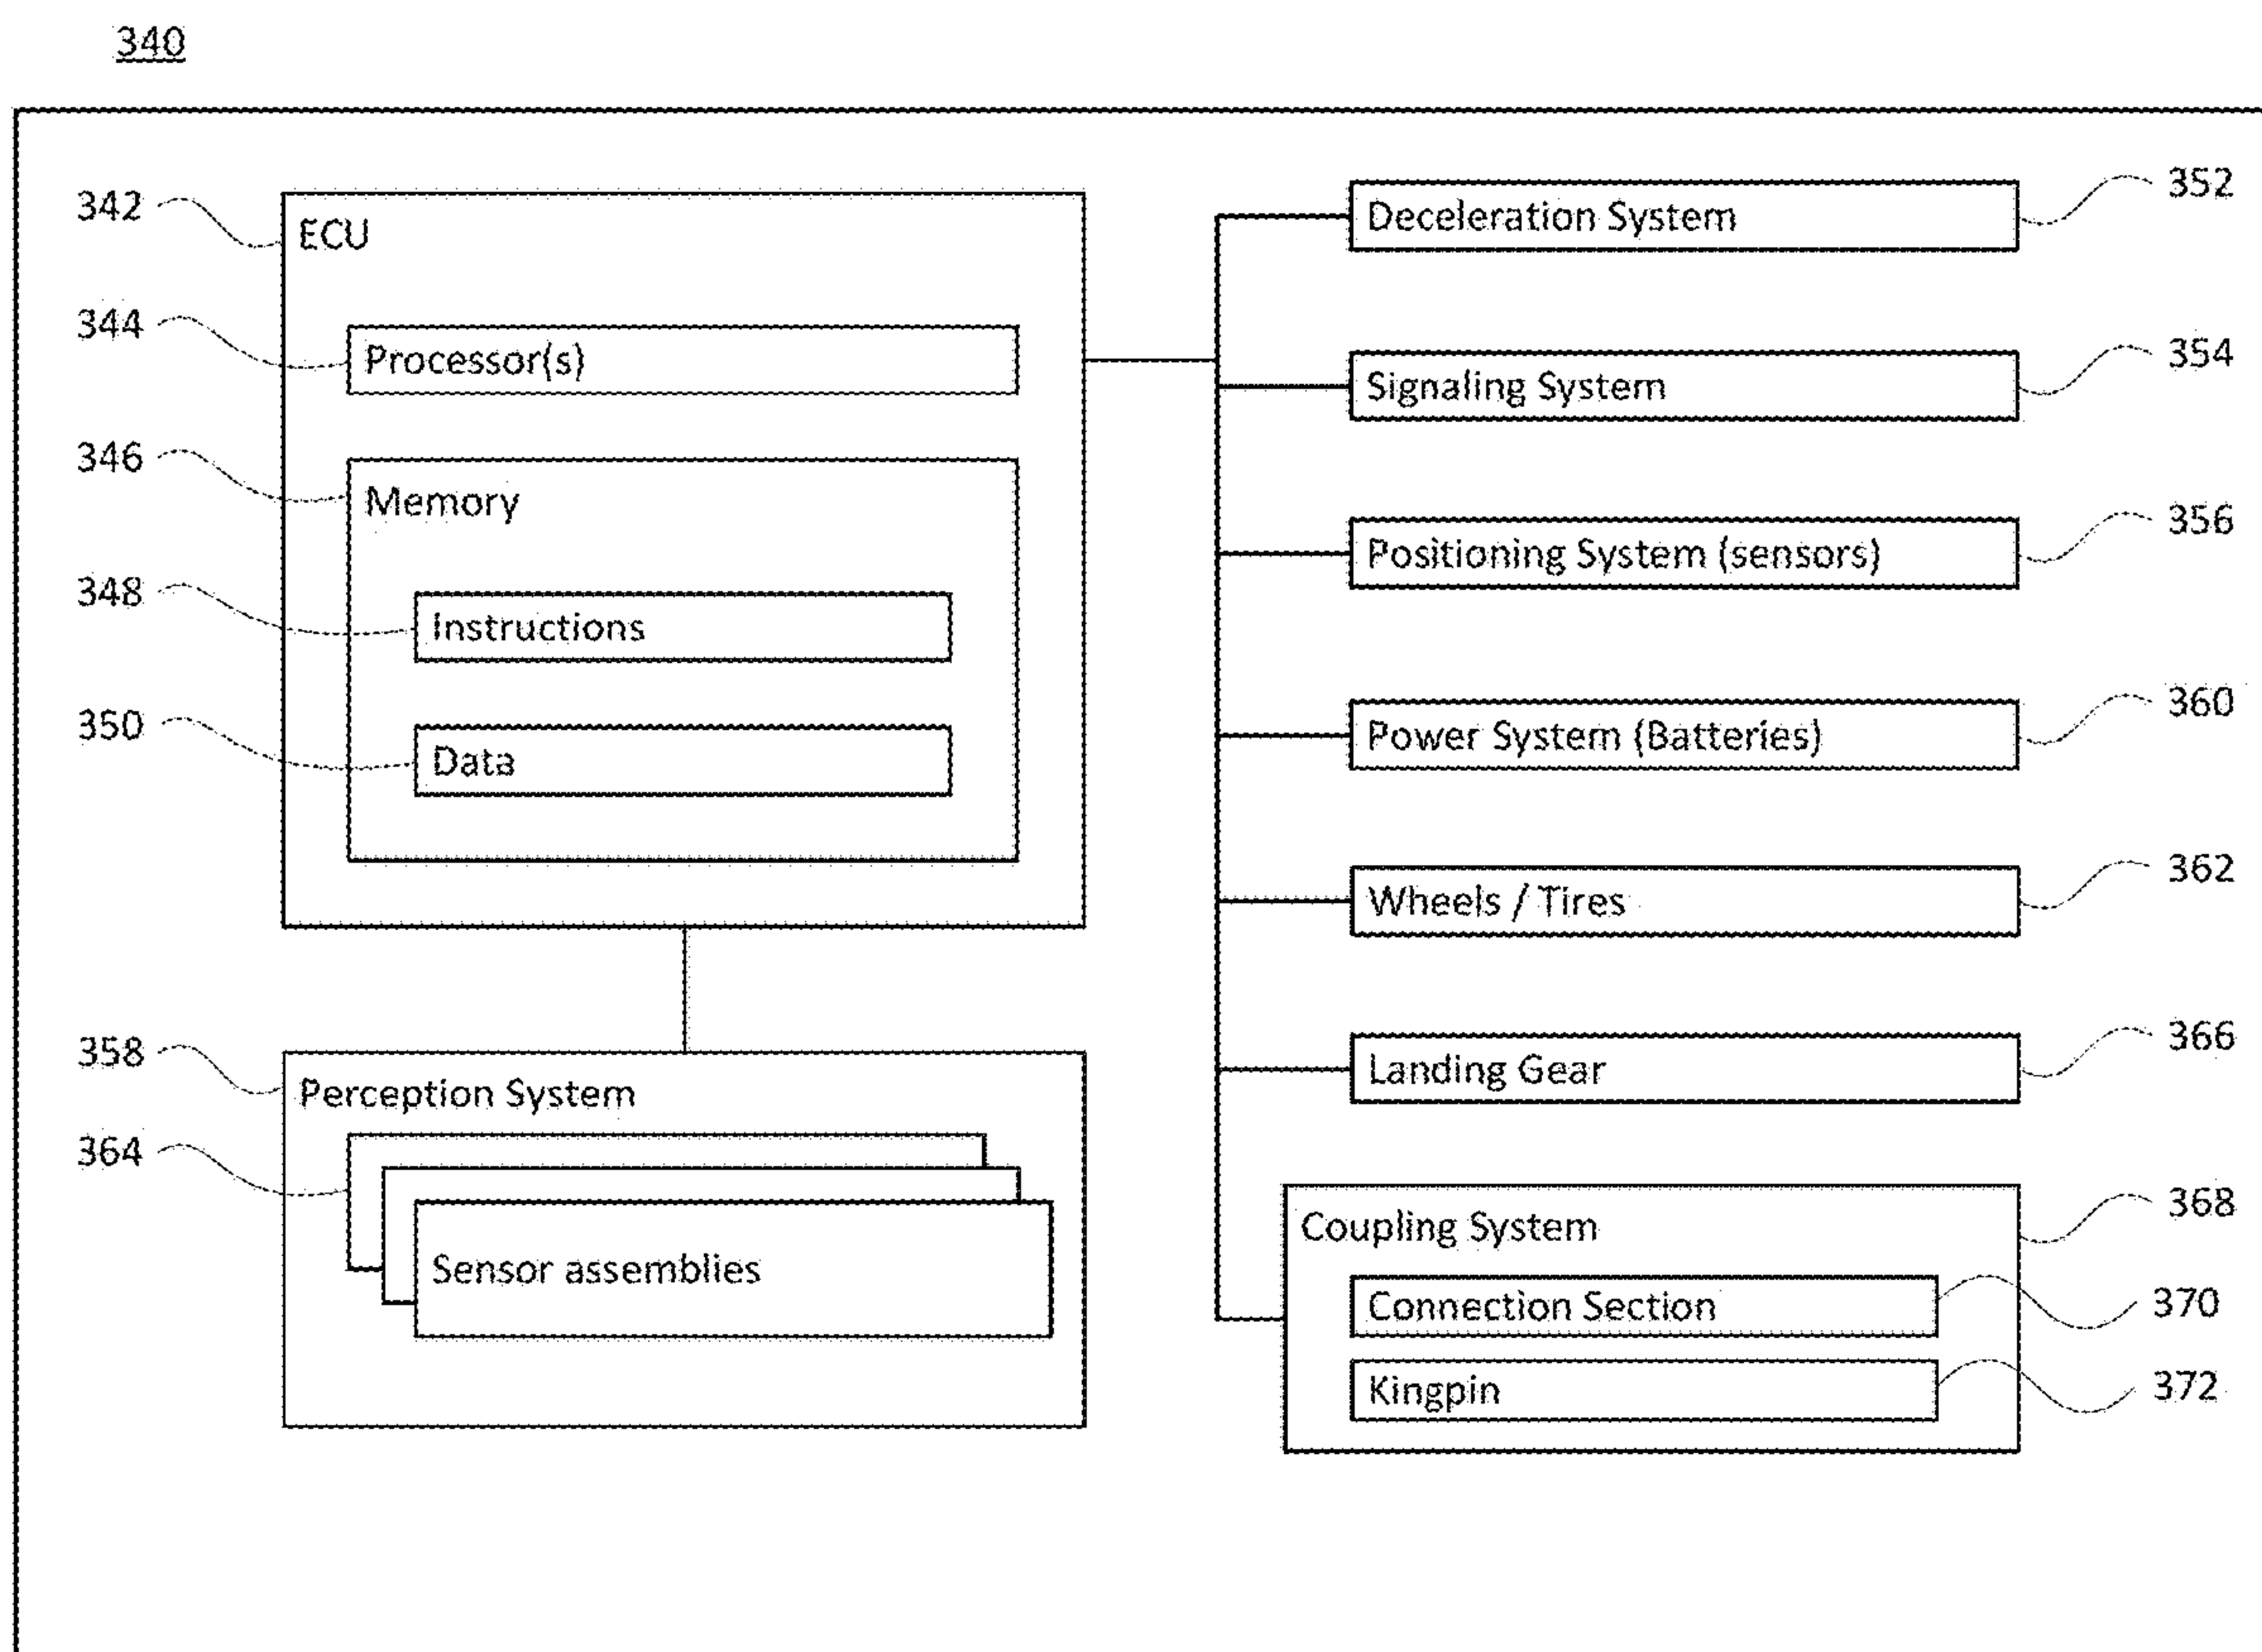 340
342
ECU
344
Processor(s)
346
Memory
348
Instructions
350
Data
358
Perception System
364
Sensor assemblies
Deceleration System
352
Signaling System
354
Positioning System (sensors)
356
Power System (Batteries)
360
Wheels / Tires
362
Landing Gear
366
Coupling System
368
Connection Section
370
Kingpin
372